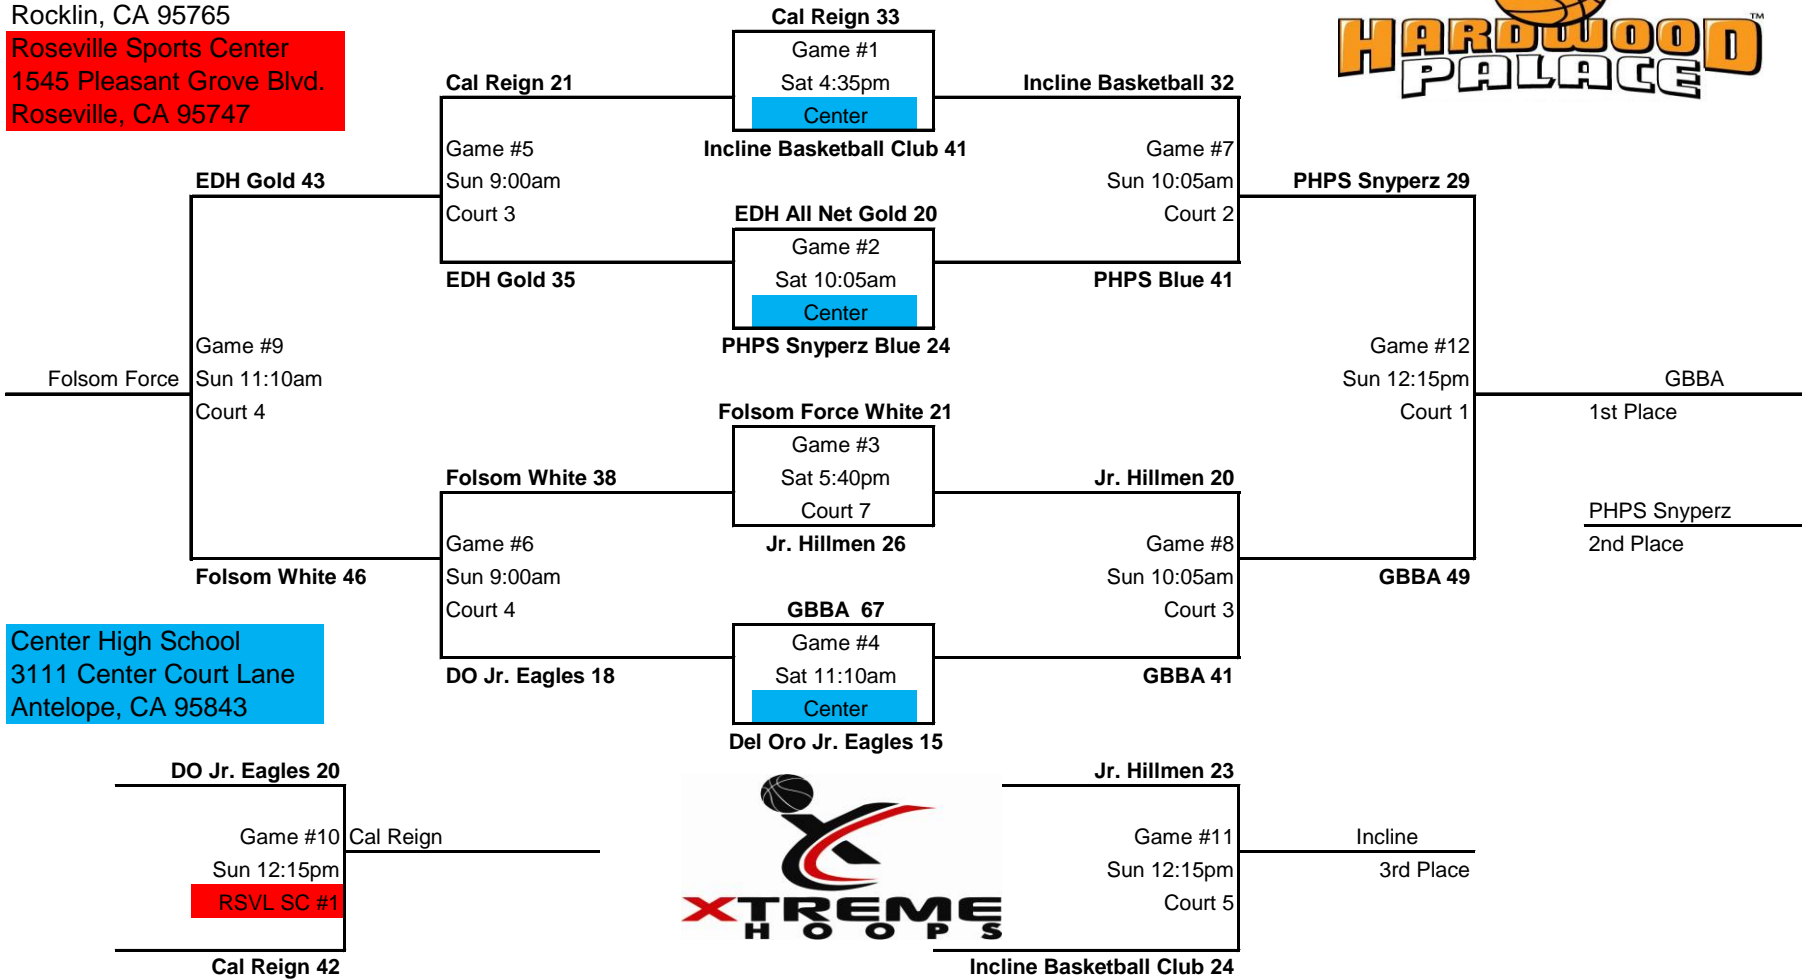 Rocklin, CA 95765
Roseville Sports Center
1545 Pleasant Grove Blvd.
Roseville, CA 95747
Cal Reign 33
Game #1
Sat 4:35pm
Center
Incline Basketball Club 41
HARDWOOD
PALACE
TM
Cal Reign 21
Game #5
Sun 9:00am
Court 3
EDH Gold 35
Incline Basketball 32
Game #7
Sun 10:05am
Court 2
PHPS Blue 41
EDH All Net Gold 20
Game #2
Sat 10:05am
Center
PHPS Snyperz Blue 24
EDH Gold 43
Game #9
Sun 11:10am
Court 4
Folsom White 46
Folsom Force
PHPS Snyperz 29
Game #12
Sun 12:15pm
Court 1
GBBA 49
GBBA
1st Place
PHPS Snyperz
2nd Place
Folsom Force White 21
Game #3
Sat 5:40pm
Court 7
Jr. Hillmen 26
Folsom White 38
Game #6
Sun 9:00am
Court 4
DO Jr. Eagles 18
Jr. Hillmen 20
Game #8
Sun 10:05am
Court 3
GBBA 41
GBBA  67
Game #4
Sat 11:10am
Center
Del Oro Jr. Eagles 15
Center High School
3111 Center Court Lane
Antelope, CA 95843
DO Jr. Eagles 20
Game #10
Sun 12:15pm
RSVL SC #1
Cal Reign 42
Cal Reign
XTREME
HOOPS
Jr. Hillmen 23
Game #11
Sun 12:15pm
Court 5
Incline Basketball Club 24
Incline
3rd Place